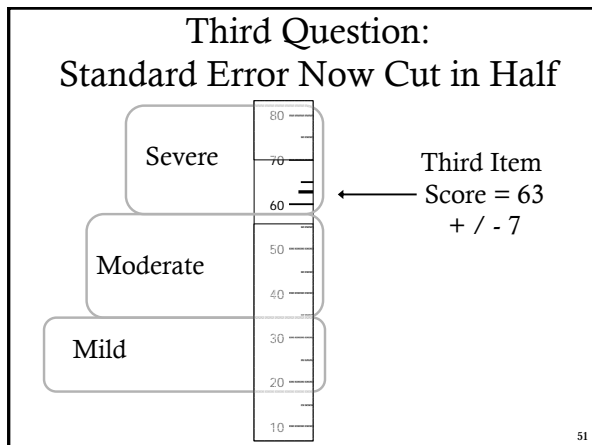 Third Question:
Standard Error Now Cut in Half
80
Severe
70
Third Item
Score = 63
+ / - 7
60
50
Moderate
40
30
Mild
20
10
51